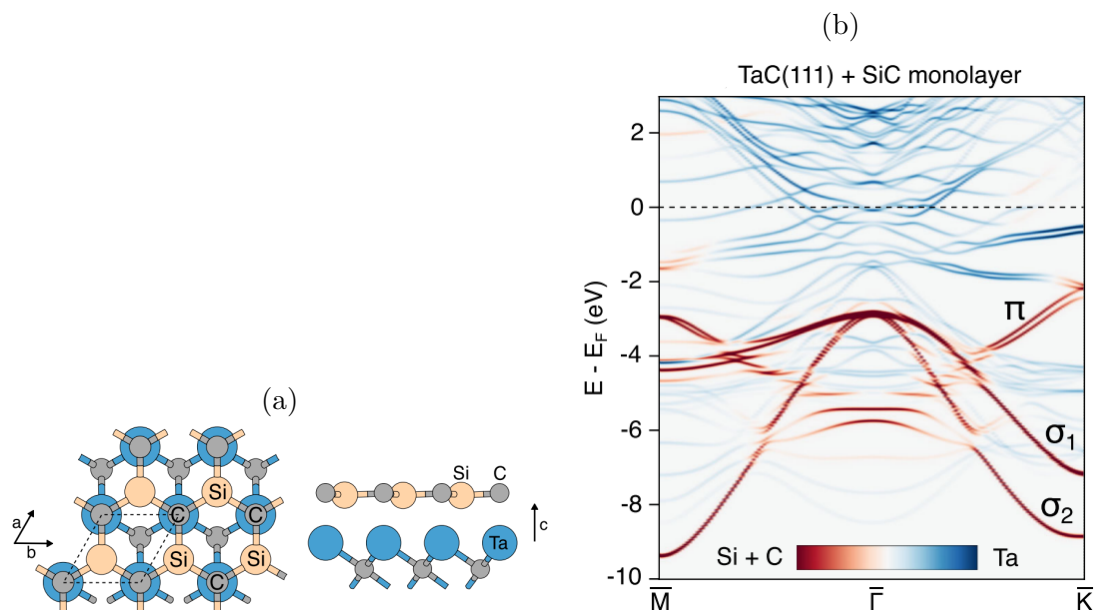 (b)
TaC(111) + SiC monolayer
2
0
-2
-4
-6
-8
-10
E - E_F (eV)
π
σ₁
σ₂
Si + C
Ta
M̅
Γ̅
K̅
(a)
Si
C
C
Si
Si
C
a
b
Si
C
Ta
c